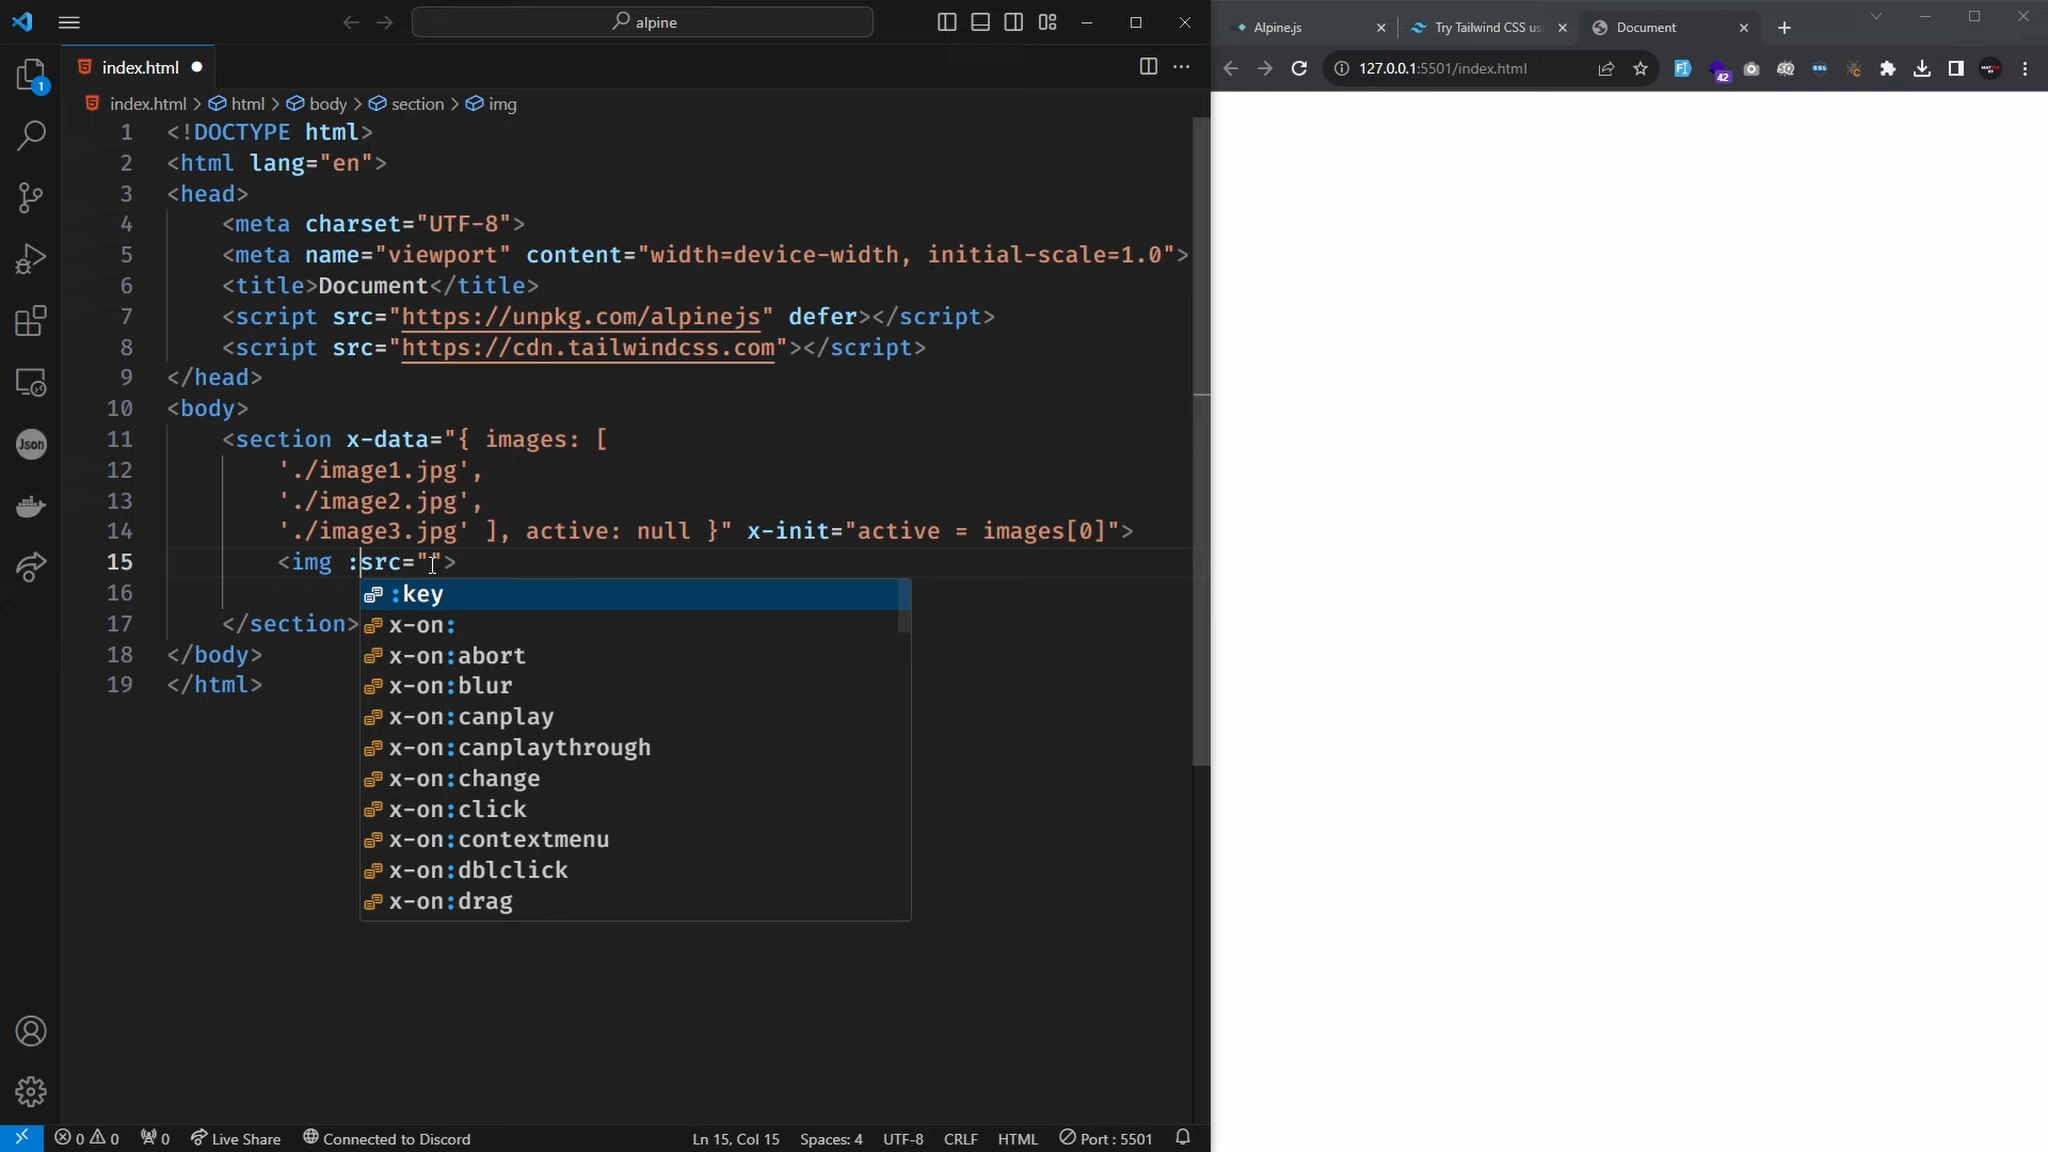 alpine
index.html
index.html > html > body > section > img
1 <!DOCTYPE html>
2 <html lang="en">
3 <head>
4 <meta charset="UTF-8">
5 <meta name="viewport" content="width=device-width, initial-scale=1.0">
6 <title>Document</title>
7 <script src="https://unpkg.com/alpinejs" defer></script>
8 <script src="https://cdn.tailwindcss.com"></script>
9 </head>
10 <body>
11 <section x-data="{ images: [
12 './image1.jpg',
13 './image2.jpg',
14 './image3.jpg' ], active: null }" x-init="active = images[0]">
15 <img :src="">
16
17 </section>
18 </body>
19 </html>
:key
x-on:
x-on:abort
x-on:blur
x-on:canplay
x-on:canplaythrough
x-on:change
x-on:click
x-on:contextmenu
x-on:dblclick
x-on:drag
1
Json
0 0 0 Live Share Connected to Discord Ln 15, Col 15 Spaces: 4 UTF-8 CRLF HTML Port : 5501
Alpine.js Try Tailwind CSS us Document
127.0.0.1:5501/index.html
42
SSL